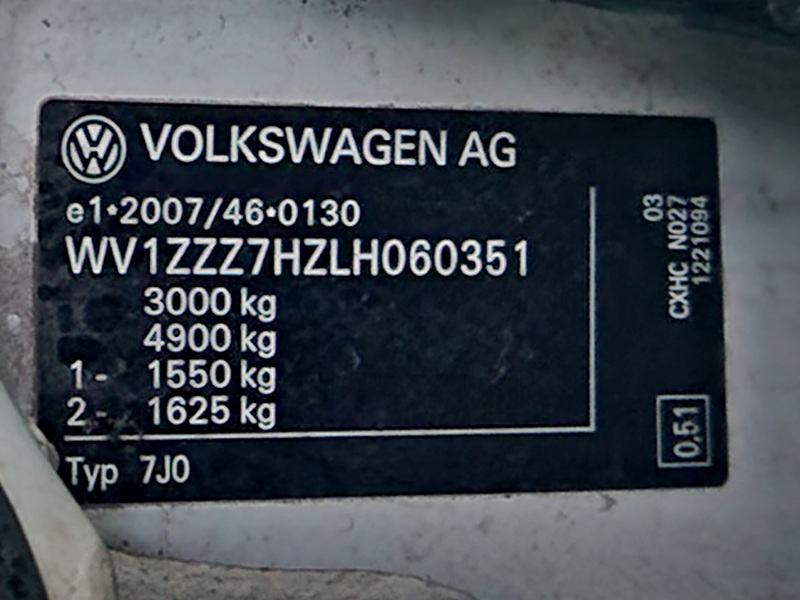 VOLKSWAGEN AG
e1*2007/46*0130
WV1ZZZ7HZLH060351
3000 kg
4900 kg
1- 1550 kg
2- 1625 kg
Typ 7J0
03
CXHC N027
1221094
0,51